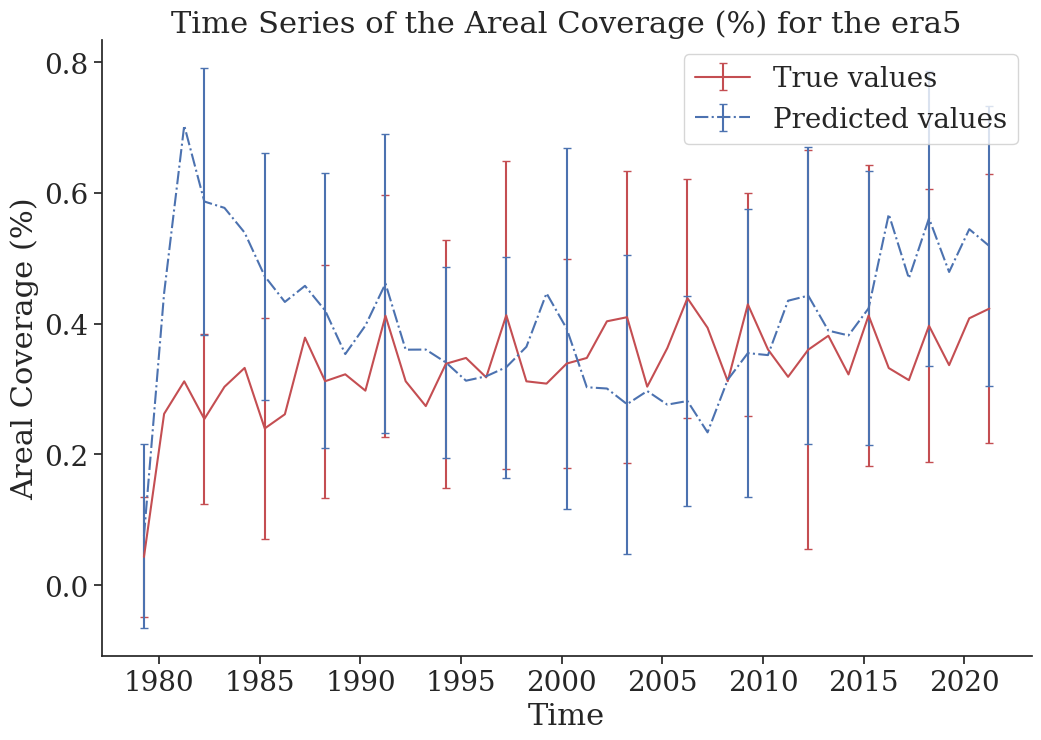 Time Series of the Areal Coverage (%) for the era5
True values
Predicted values
Areal Coverage (%)
0.8
0.6
0.4
0.2
0.0
1980 1985 1990 1995 2000 2005 2010 2015 2020
Time